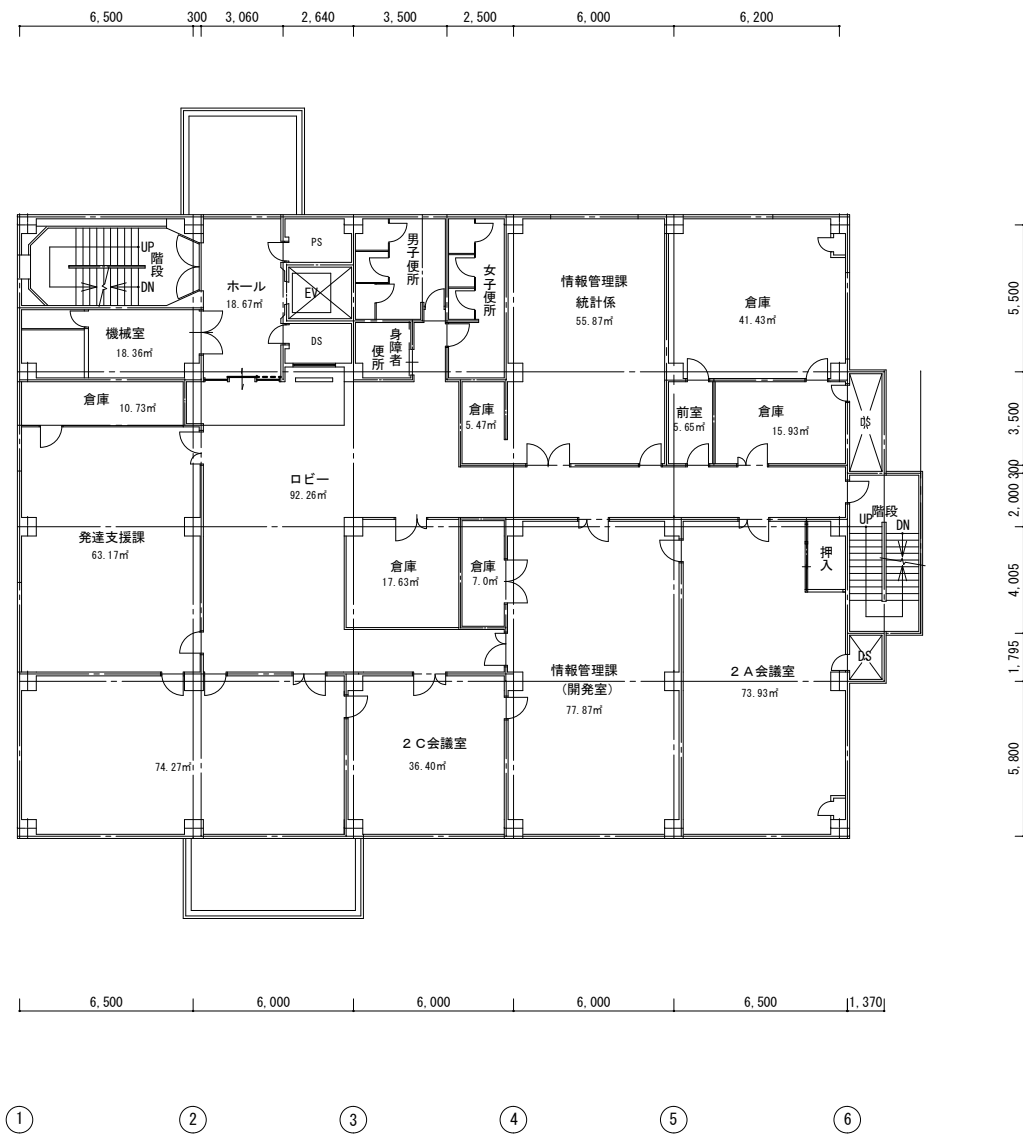 6,500 300 3,060 2,640 3,500 2,500 6,000 6,200
UP
階段
DN
ホール
18.67㎡
PS
EV
DS
男子便所
女子便所
身障者
便所
情報管理課
統計係
55.87㎡
倉庫
41.43㎡
5,500
機械室
18.36㎡
倉庫 10.73㎡
倉庫
5.47㎡
前室
5.65㎡
倉庫
15.93㎡
DS
3,500
300
ロビー
92.26㎡
2,000
階段
UP
DN
発達支援課
63.17㎡
倉庫
17.63㎡
倉庫
7.0㎡
押入
4,005
情報管理課
(開発室)
77.87㎡
2A会議室
73.93㎡
DS
1,795
74.27㎡
2C会議室
36.40㎡
5,800
6,500 6,000 6,000 6,000 6,500 1,370
1 2 3 4 5 6